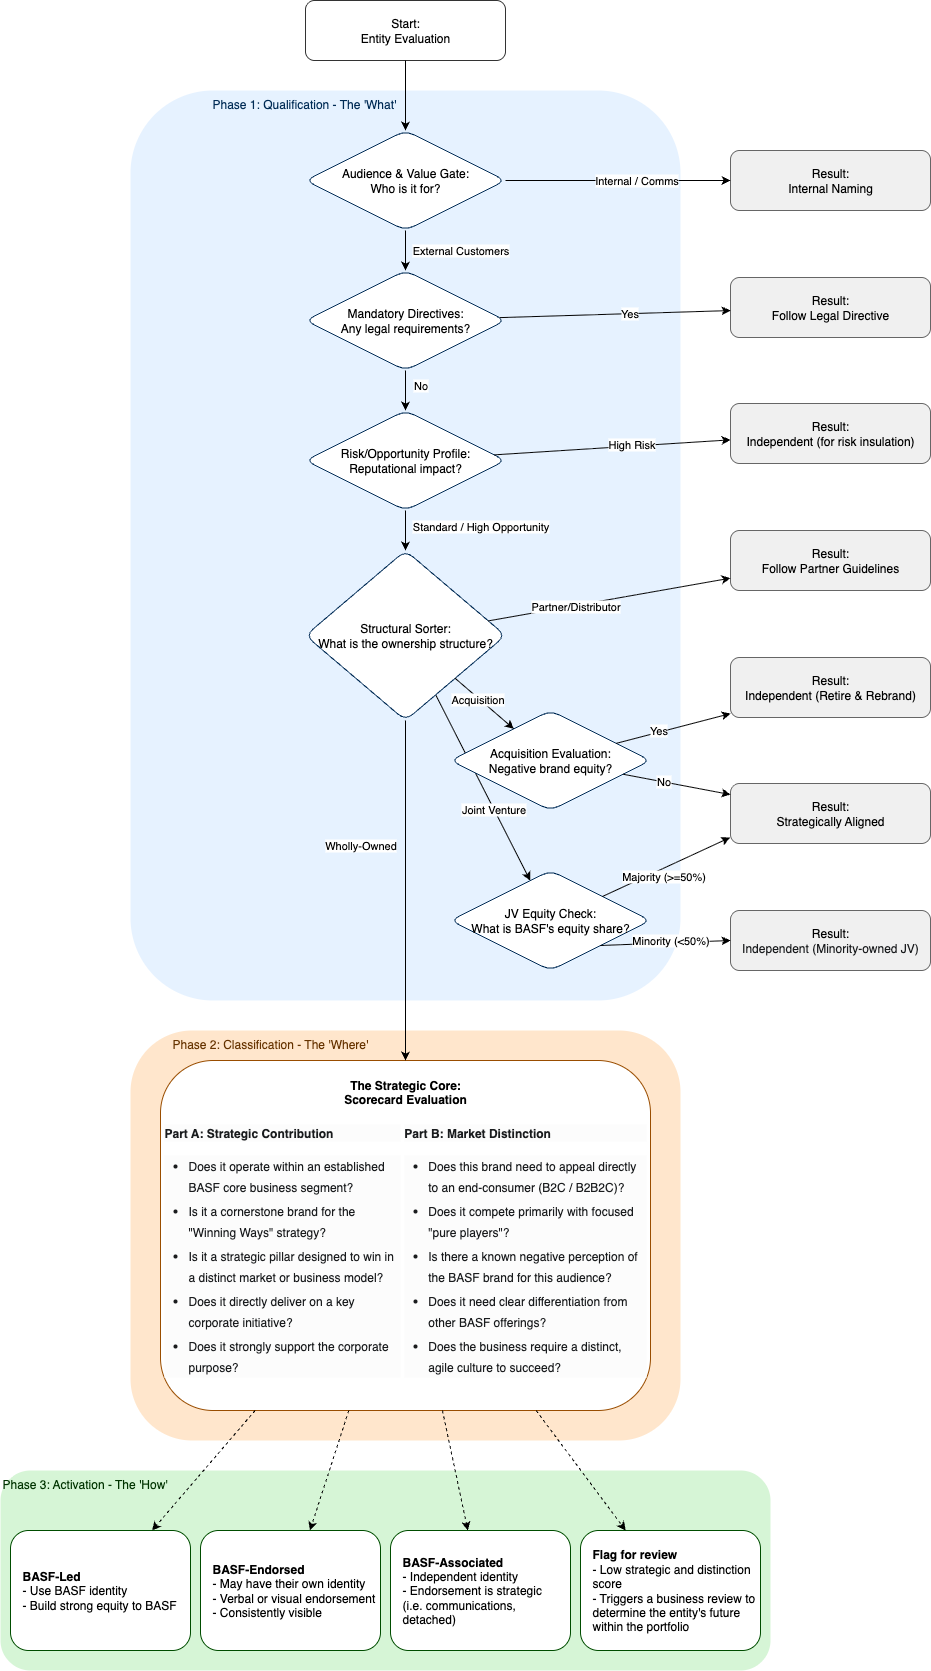 Start:
Entity Evaluation
Phase 1: Qualification - The 'What'
Audience & Value Gate:
Who is it for?
Internal / Comms
Result:
Internal Naming
External Customers
Mandatory Directives:
Any legal requirements?
Yes
Result:
Follow Legal Directive
No
Risk/Opportunity Profile:
Reputational impact?
High Risk
Result:
Independent (for risk insulation)
Standard / High Opportunity
Structural Sorter:
What is the ownership structure?
Partner/Distributor
Result:
Follow Partner Guidelines
Acquisition
Acquisition Evaluation:
Negative brand equity?
Yes
Result:
Independent (Retire & Rebrand)
No
Result:
Strategically Aligned
Joint Venture
Wholly-Owned
Majority (>=50%)
JV Equity Check:
What is BASF's equity share?
Minority (<50%)
Result:
Independent (Minority-owned JV)
Phase 2: Classification - The 'Where'
The Strategic Core:
Scorecard Evaluation
Part A: Strategic Contribution
• Does it operate within an established
BASF core business segment?
• Is it a cornerstone brand for the
"Winning Ways" strategy?
• Is it a strategic pillar designed to win in
a distinct market or business model?
• Does it directly deliver on a key
corporate initiative?
• Does it strongly support the corporate
purpose?
Part B: Market Distinction
• Does this brand need to appeal directly
to an end-consumer (B2C / B2B2C)?
• Does it compete primarily with focused
"pure players"?
• Is there a known negative perception of
the BASF brand for this audience?
• Does it need clear differentiation from
other BASF offerings?
• Does the business require a distinct,
agile culture to succeed?
Phase 3: Activation - The 'How'
BASF-Led
- Use BASF identity
- Build strong equity to BASF
BASF-Endorsed
- May have their own identity
- Verbal or visual endorsement
- Consistently visible
BASF-Associated
- Independent identity
- Endorsement is strategic
(i.e. communications,
detached)
Flag for review
- Low strategic and distinction
score
- Triggers a business review to
determine the entity's future
within the portfolio